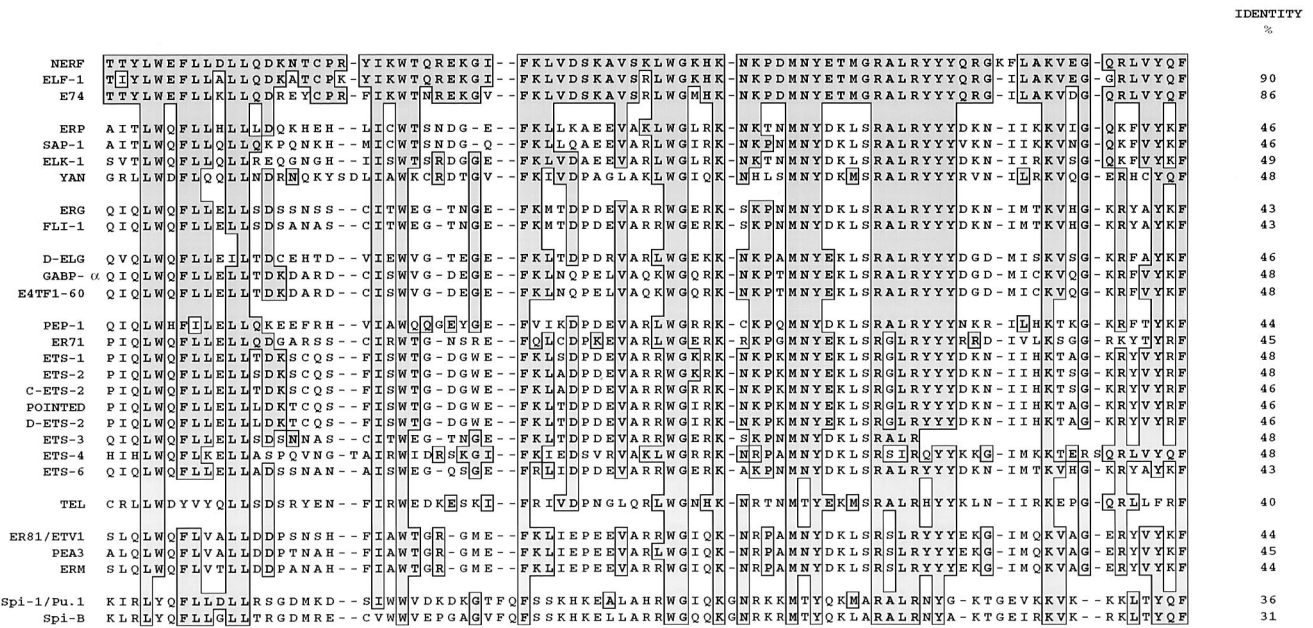 IDENTITY
%
NERF TTYLWEFLLDLLQDKNTCPR-YIKWTQREKGI--FKLVDSKAVSKLWGKHK-NKPDMNYETMGRALRYYYQRGKFLAKVEG-QRLVYQF
ELF-1 TIYLWEFLLALLQDKATCPKYIKWTQREKGI--FKLVDSKAVSRLWGKHK-NKPDMNYETMGRALRYYYQRG-ILAKVEG-QRLVYQF 90
E74 TTYLWEFLLKLLQDREYCPR-FIKWTNREKGV--FKLVDSKAVSRLWGMHK-NKPDMNYETMGRALRYYYQRG-ILAKVDG-QRLVYQF 86
ERP AITLWQFLLHLLLDQKHEH--LICWTSNDG-E--FKLLKAEEVAKLWGLRK-NKTNMNYDKLSRALRYYYDKN-IIKKVIG-QKFVYKF 46
SAP-1 AITLWQFLLQLLQKPQNKH--MICWTSNDG-Q--FKLLQAEEVARLWGIRK-NKPNMNYDKLSRALRYYYVKN-IIKKVNG-QKFVYKF 46
ELK-1 SVTLWQFLLQLLREQGNGH--IISWTSRDGGE--FKLVDAEEVARLWGLRK-NKTNMNYDKLSRALRYYYDKN-IIRKVSG-QKFVYKF 49
YAN GRLLWDFLQQLLNDRNQKYSDLIAWKCRDTGV--FKIVDPAGLAKLWGIQK-NHLSMNYDKMSRALRYYYRVN-ILRKVQG-ERHCYQF 48
ERG QIQLWQFLLELLSDSSNSS--CITWEG-TNGE--FKMTDPDEVARRWGERK-SKPNMNYDKLSRALRYYYDKN-IMTKVHG-KRYAYKF 43
FLI-1 QIQLWQFLLELLSDSANAS--CITWEG-TNGE--FKMTDPDEVARRWGERK-SKPNMNYDKLSRALRYYYDKN-IMTKVHG-KRYAYKF 43
D-ELG QVQLWQFLLEILTDCEHTD--VIEWVG-TEGE--FKLTDPDRVARLWGEKK-NKPAMNYEKLSRALRYYYDGD-MISKVSG-KRFAYKF 46
GABP-α QIQLWQFLLELLTDKDARD--CISWVG-DEGE--FKLNQPELVAQKWGQRK-NKPTMNYEKLSRALRYYYDGD-MICKVQG-KRFVYKF 48
E4TF1-60 QIQLWQFLLELLTDKDARD--CISWVG-DEGE--FKLNQPELVAQKWGQRK-NKPTMNYEKLSRALRYYYDGD-MICKVQG-KRFVYKF 48
PEP-1 QIQLWHFILELLQKEEFRH--VIAWQQGEYGE--FVIKDPDEVARLWGRRK-CKPQMNYDKLSRALRYYYNKR-ILHKTKG-KRFTYKF 44
ER71 PIQLWQFLLELLQDGARSS--CIRWTG-NSRE--FQLCDPKEVARLWGERK-RKPGMNYEKLSRGLRYYYRRD-IVLKSGG-RKYTYRF 45
ETS-1 PIQLWQFLLELLTDKSCQS--FISWTG-DGWE--FKLSDPDEVARRWGKRK-NKPKMNYEKLSRGLRYYYDKN-IIHKTAG-KRYVYRF 48
ETS-2 PIQLWQFLLELLSDKSCQS--FISWTG-DGWE--FKLADPDEVARRWGKRK-NKPKMNYEKLSRGLRYYYDKN-IIHKTSG-KRYVYRF 48
C-ETS-2 PIQLWQFLLELLTDKSCQS--FISWTG-DGWE--FKLADPDEVARRWGRRK-NKPKMNYEKLSRGLRYYYDKN-IIHKTSG-KRYVYRF 46
POINTED PIQLWQFLLELLLDKTCQS--FISWTG-DGWE--FKLTDPDEVARRWGIRK-NKPKMNYEKLSRGLRYYYDKN-IIHKTAG-KRYVYRF 46
D-ETS-2 PIQLWQFLLELLLDKTCQS--FISWTG-DGWE--FKLTDPDEVARRWGIRK-NKPKMNYEKLSRGLRYYYDKN-IIHKTAG-KRYVYRF 46
ETS-3 QIQLWQFLLELLSDSNNAS--CITWEG-TNGE--FKMTDPDEVARRWGERK-SKPNMNYDKLSRALR 48
ETS-4 HIHLWQFLKELLASPQVNG-TAIRWIDRSKGI--FKIEDSVRVAKLWGRRK-NRPAMNYDKLSRSIRQYYKKG-IMKKTERSQRLVYQF 48
ETS-6 QIQLWQFLLELLADSSNAN--AISWEG-QSGE--FRLIDPDEVARRWGERK-AKPNMNYDKLSRALRYYYDKN-IMTKVHG-KRYAYKF 43
TEL CRLLWDYVYQLLSDSRYEN--FIRWEDKESKI--FRIVDPNGLQRLWGNHK-NRTNMTYEKMSRALRHYYKLN-IIRKEPG-QRLLFRF 40
ER81/ETV1 SLQLWQFLVALLDDPSNSH--FIAWTGR-GME--FKLIEPEEVARRWGIQK-NRPAMNYDKLSRSLRYYYEKG-IMQKVAG-ERYVYKF 44
PEA3 ALQLWQFLVALLDDPTNAH--FIAWTGR-GME--FKLIEPEEVARLWGIQK-NRPAMNYDKLSRSLRYYYEKG-IMQKVAG-ERYVYKF 45
ERM SLQLWQFLVTLLDDPANAH--FIAWTGR-GME--FKLIEPEEVARRWGIQK-NRPAMNYDKLSRSLRYYYEKG-IMQKVAG-ERYVYKF 44
Spi-1/Pu.1 KIRLYQFLLDLLRSGDMKD--SIWWVDKDKGTFQFSSKHKEALAHRWGIQKGNRKKMTYQKMARALRNYG-KTGEVKKVK--KKLTYQF 36
Spi-B KLRLYQFLLGLLTRGDMRE--CVWWVEPGAGVFQFSSKHKELLARRWGQQKGNRKRMTYQKLARALRNYA-KTGEIRKVK--RKLTYQF 31